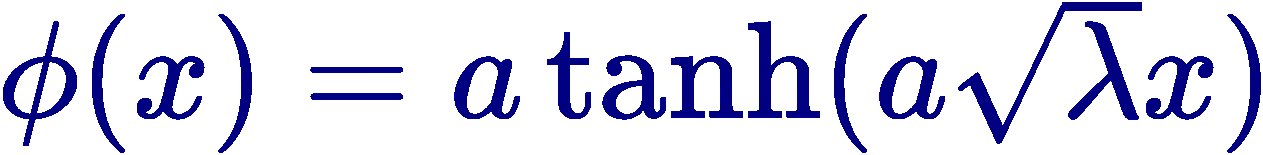 ϕ(x) = a tanh(a√λx)